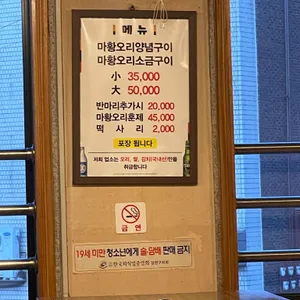 메뉴
마황오리양념구이
마황오리소금구이
小 35,000
大 50,000
반마리추가시 20,000
마황오리훈제 45,000
떡 사 리 2,000
포장 됩니다
저희 업소는 오리, 쌀, 김치(국내산)만을
취급합니다
금 연
19세 미만 청소년에게 술·담배 판매 금지